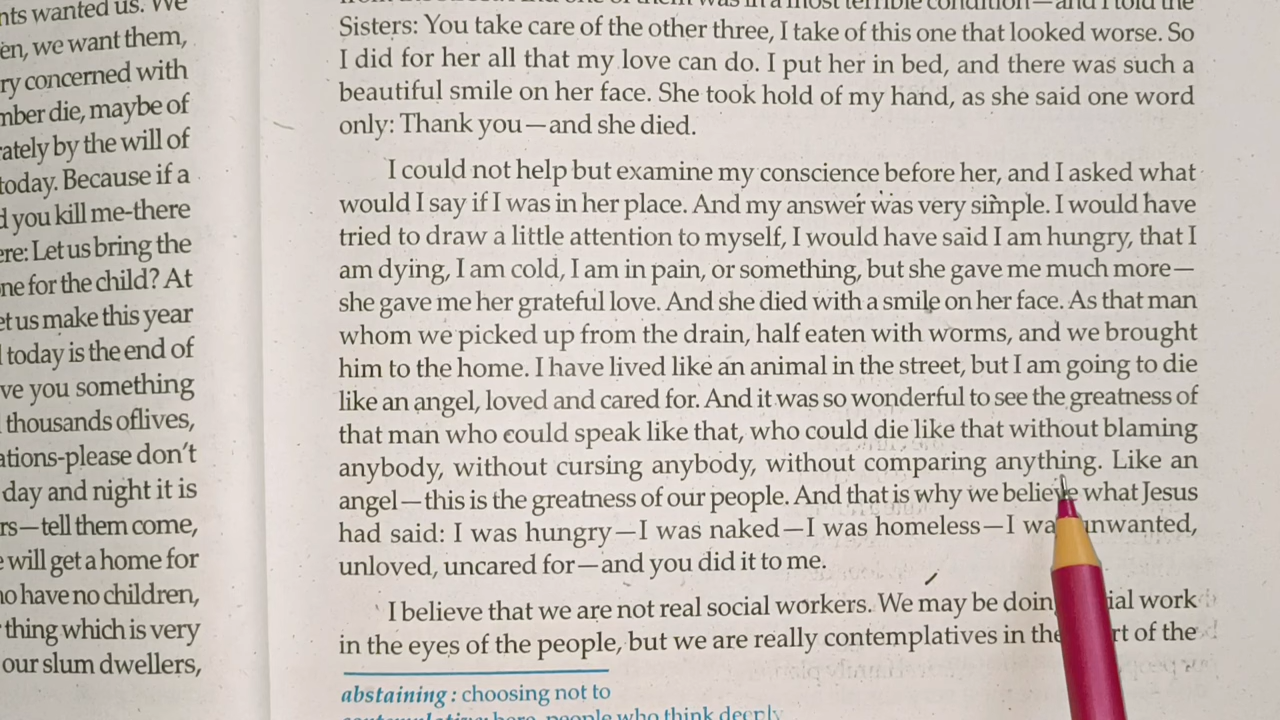 nts wanted us. We
en, we want them,
ry concerned with
mber die, maybe of
rately by the will of
today. Because if a
d you kill me-there
ere: Let us bring the
ne for the child? At
et us make this year
today is the end of
ve you something
thousands oflives,
ations-please don't
day and night it is
rs—tell them come,
e will get a home for
ho have no children,
thing which is very
our slum dwellers,
terrible condition—and I told the
Sisters: You take care of the other three, I take of this one that looked worse. So
I did for her all that my love can do. I put her in bed, and there was such a
beautiful smile on her face. She took hold of my hand, as she said one word
only: Thank you—and she died.
I could not help but examine my conscience before her, and I asked what
would I say if I was in her place. And my answer was very simple. I would have
tried to draw a little attention to myself, I would have said I am hungry, that I
am dying, I am cold, I am in pain, or something, but she gave me much more—
she gave me her grateful love. And she died with a smile on her face. As that man
whom we picked up from the drain, half eaten with worms, and we brought
him to the home. I have lived like an animal in the street, but I am going to die
like an angel, loved and cared for. And it was so wonderful to see the greatness of
that man who could speak like that, who could die like that without blaming
anybody, without cursing anybody, without comparing anything. Like an
angel—this is the greatness of our people. And that is why we believe what Jesus
had said: I was hungry—I was naked—I was homeless—I was unwanted,
unloved, uncared for—and you did it to me.
I believe that we are not real social workers. We may be doin ial work
in the eyes of the people, but we are really contemplatives in the rt of the
abstaining : choosing not to
here, people who think deeply